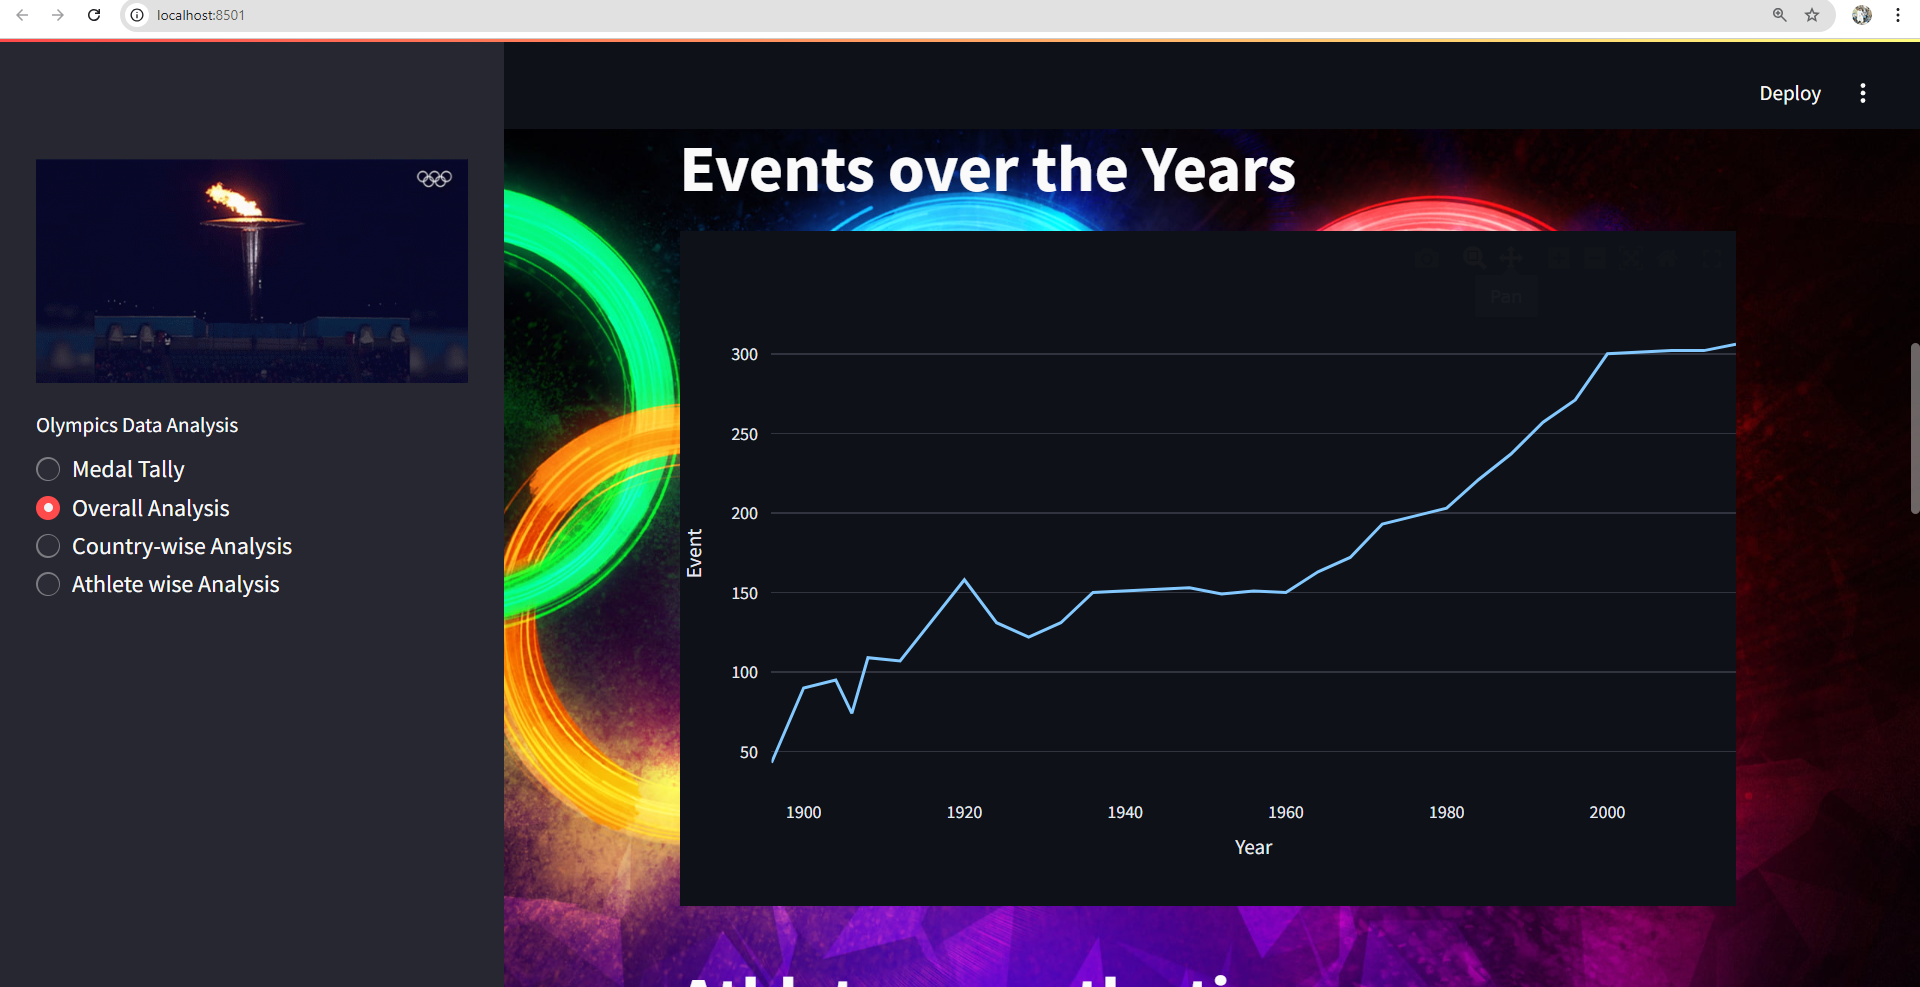 localhost:8501
Deploy
Olympics Data Analysis
Medal Tally
Overall Analysis
Country-wise Analysis
Athlete wise Analysis
Events over the Years
Pan
300
250
200
150
100
50
Event
1900 1920 1940 1960 1980 2000
Year